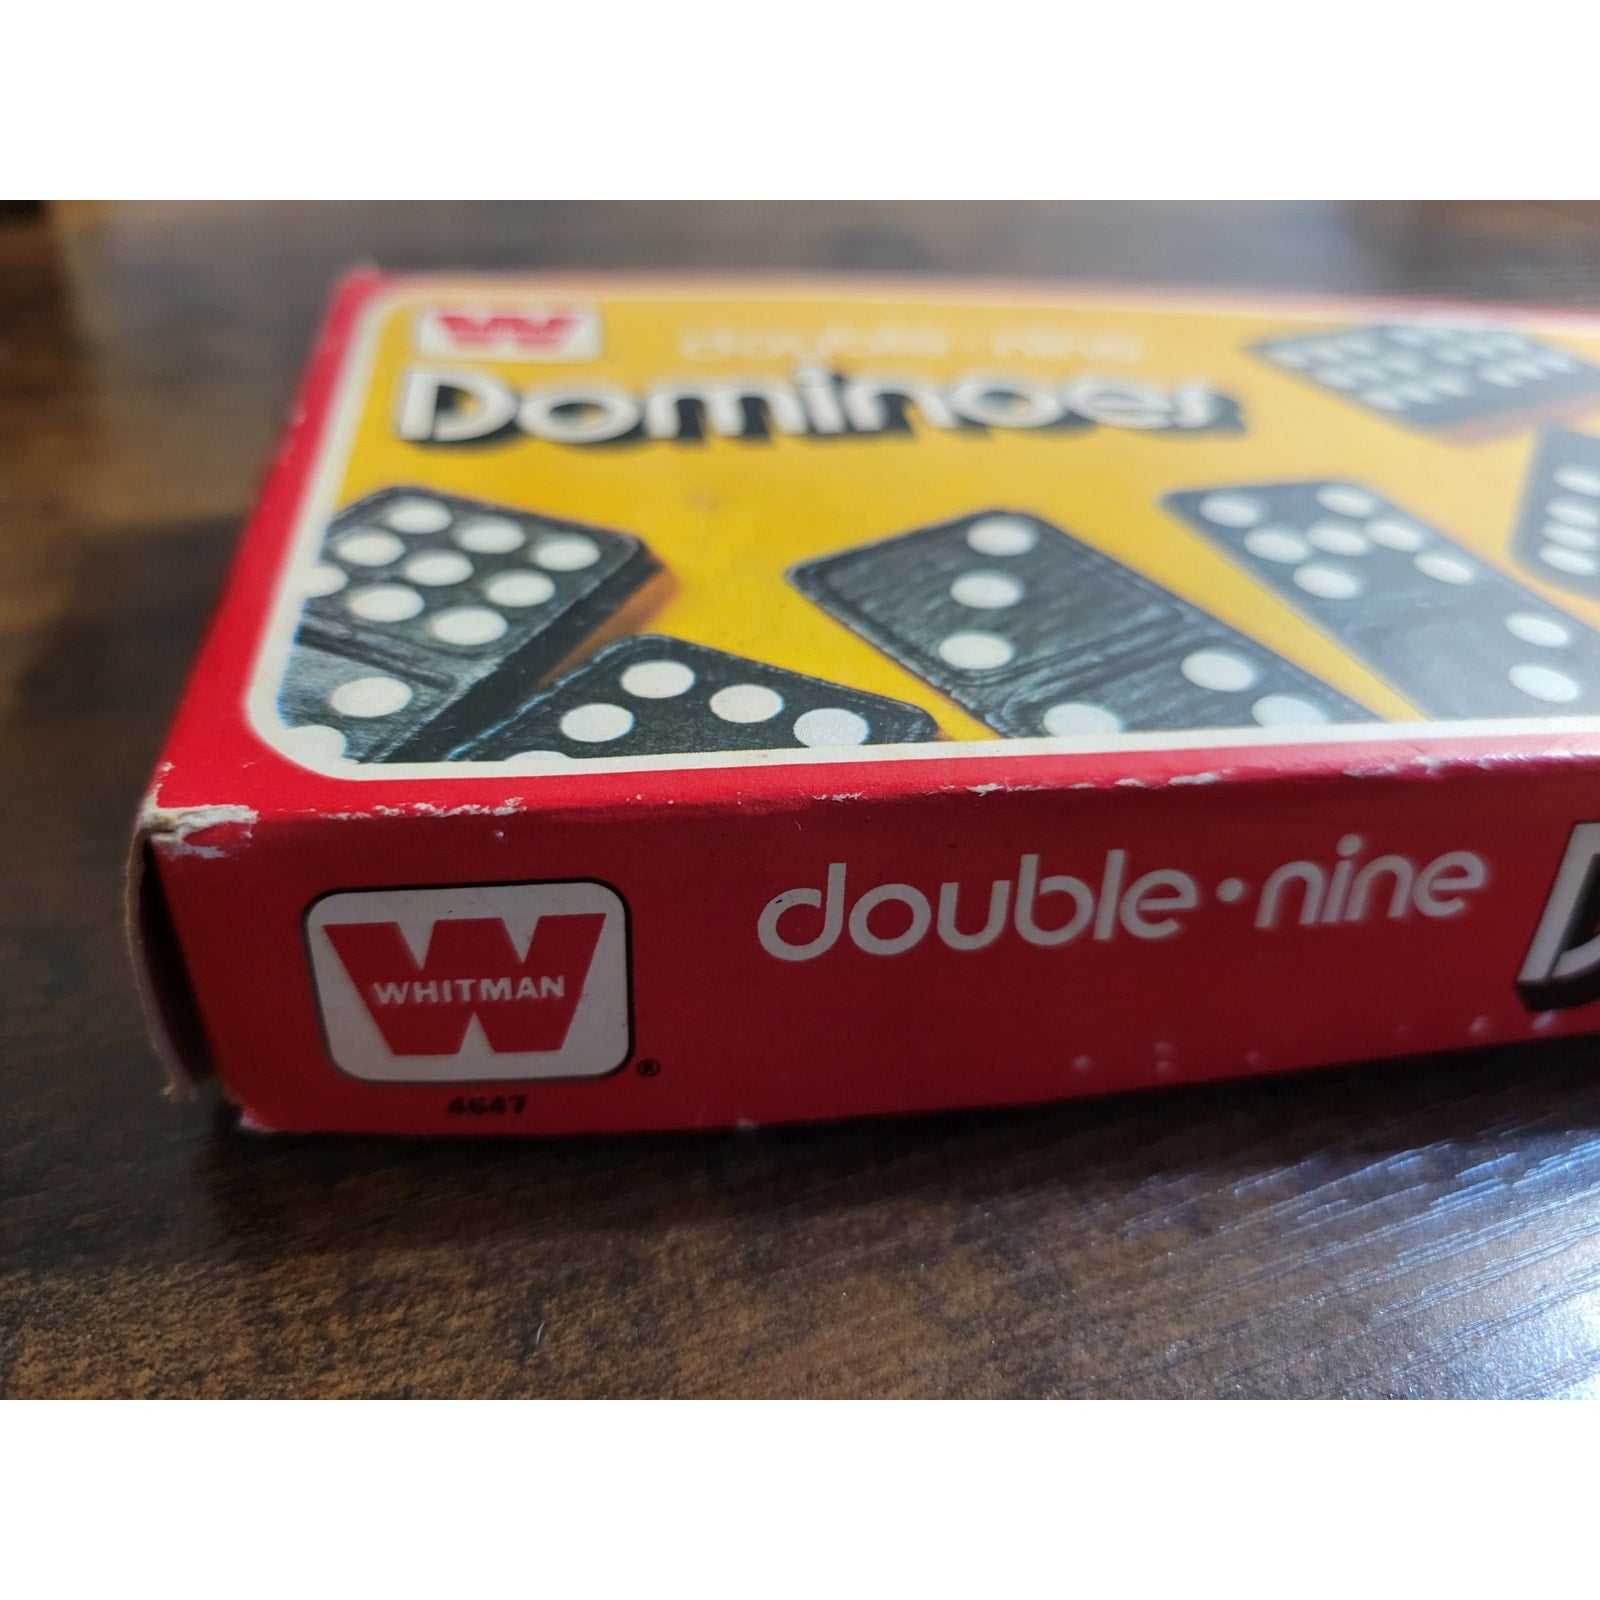 W
double·nine
Dominoes
W
WHITMAN
®
4647
double·nine
D